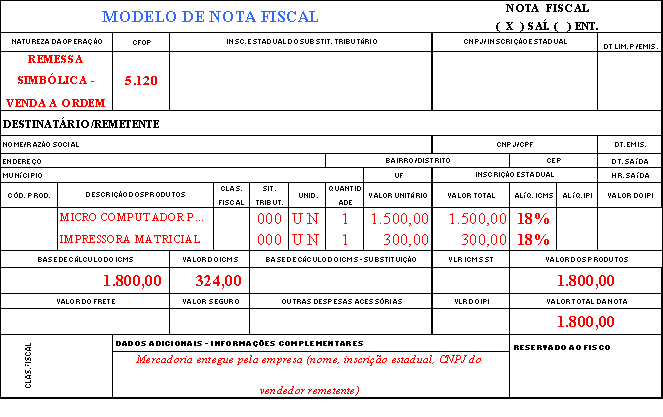 MODELO DE NOTA FISCAL
NOTA FISCAL
( X ) SAÍ. ( ) ENT.
NATUREZA DA OPERAÇÃO CFOP INSC. ESTADUAL DO SUBSTIT. TRIBUTÁRIO CNPJ/ INSCRIÇÃO ESTADUAL DT LIM. P/EMIS.
REMESSA
SIMBÓLICA - 5.120
VENDA A ORDEM
DESTINATÁRIO/REMETENTE
NOME/RAZÃO SOCIAL CNPJ/CPF DT. EMIS.
ENDEREÇO BAIRRO/DISTRITO CEP DT. SAÍDA
MUNICÍPIO UF INSCRIÇÃO ESTADUAL HR. SAÍDA
CÓD. PROD. DESCRIÇÃO DOS PRODUTOS CLAS. FISCAL SIT. TRIBUT. UNID. QUANTIDADE VALOR UNITÁRIO VALOR TOTAL ALÍQ. ICMS ALÍQ. IPI VALOR DO IPI
MICRO COMPUTADOR P... 000 UN 1 1.500,00 1.500,00 18%
IMPRESSORA MATRICIAL 000 UN 1 300,00 300,00 18%
BASE DE CÁLCULO DO ICMS VALOR DO ICMS BASE DE CÁLCULO DO ICMS - SUBSTITUIÇÃO VLR ICMS ST VALOR DOS PRODUTOS
1.800,00 324,00 1.800,00
VALOR DO FRETE VALOR SEGURO OUTRAS DESPESAS ACESSÓRIAS VLR DO IPI VALOR TOTAL DA NOTA
1.800,00
CLAS. FISCAL
DADOS ADICIONAIS - INFORMAÇÕES COMPLEMENTARES
RESERVADO AO FISCO
Mercadoria entegue pela empresa (nome, inscrição estadual, CNPJ do
vendedor remetente)